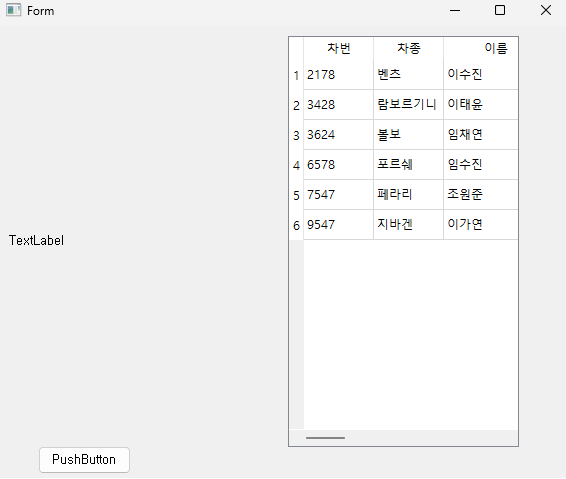 Form
차번 차종 이름
1 2178 벤츠 이수진
2 3428 람보르기니 이태윤
3 3624 볼보 임채연
4 6578 포르쉐 임수진
5 7547 페라리 조원준
6 9547 지바겐 이가연
TextLabel
PushButton